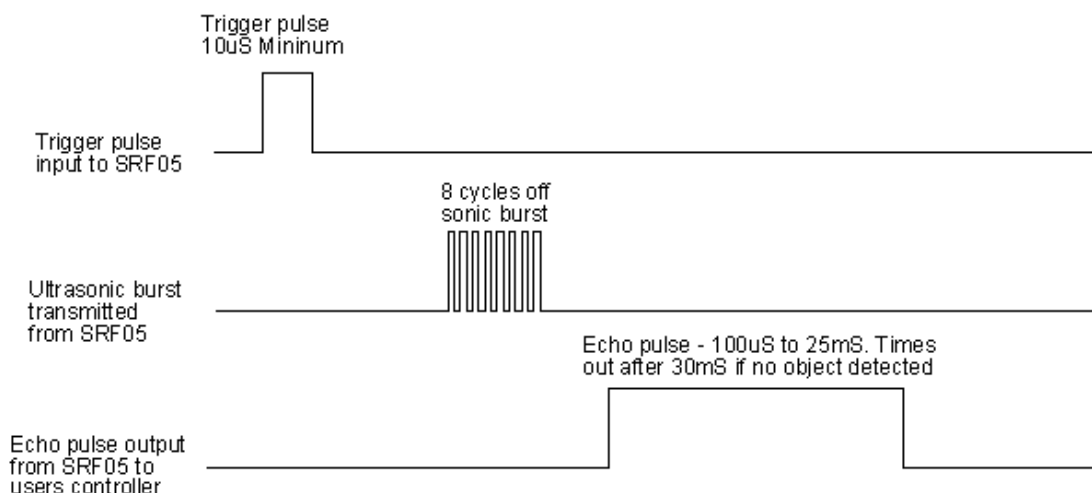 Trigger pulse
10uS Mininum
Trigger pulse
input to SRF05
8 cycles off
sonic burst
Ultrasonic burst
transmitted
from SRF05
Echo pulse - 100uS to 25mS. Times
out after 30mS if no object detected
Echo pulse output
from SRF05 to
users controller